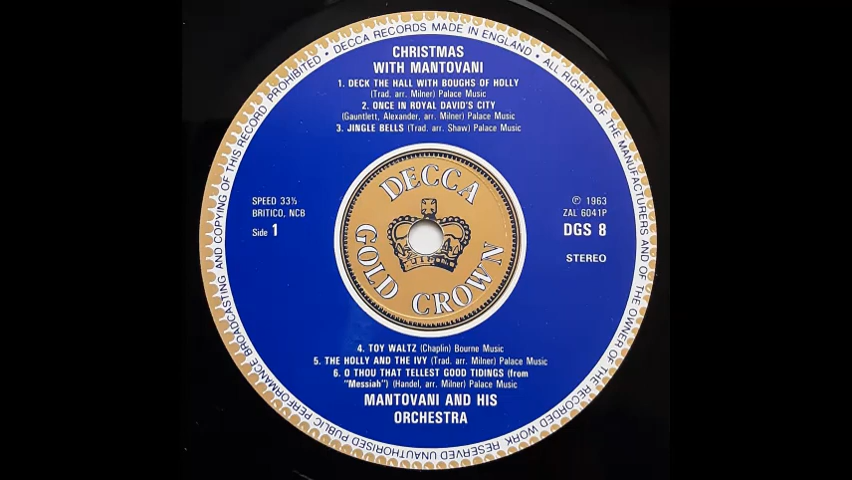 CHRISTMAS
WITH MANTOVANI
1. DECK THE HALL WITH BOUGHS OF HOLLY
(Trad. arr. Milner) Palace Music
2. ONCE IN ROYAL DAVID'S CITY
(Gauntlett, Alexander, arr. Milner) Palace Music
3. JINGLE BELLS (Trad. arr. Shaw) Palace Music
SPEED 33⅓
BRITICO, NCB
Side 1
DECCA
GOLD CROWN
℗ 1963
ZAL 6041P
DGS 8
STEREO
4. TOY WALTZ (Chaplin) Bourne Music
5. THE HOLLY AND THE IVY (Trad. arr. Milner) Palace Music
6. O THOU THAT TELLEST GOOD TIDINGS (from
"Messiah") (Handel, arr. Milner) Palace Music
MANTOVANI AND HIS
ORCHESTRA
• DECCA RECORDS MADE IN ENGLAND • ALL RIGHTS OF THE MANUFACTURERS AND OF THE OWNER OF THE RECORDED WORK RESERVED UNAUTHORISED PUBLIC PERFORMANCE BROADCASTING AND COPYING OF THIS RECORD PROHIBITED